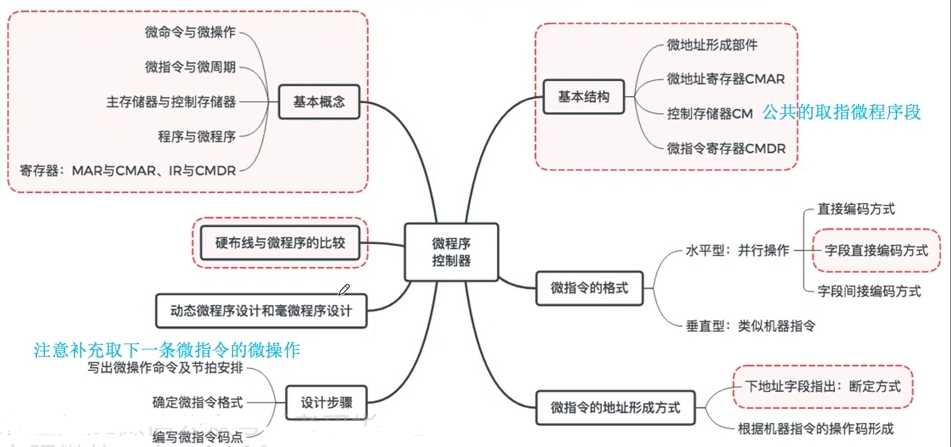 微程序
控制器
基本概念
微命令与微操作
微指令与微周期
主存储器与控制存储器
程序与微程序
寄存器：MAR与CMAR、IR与CMDR
硬布线与微程序的比较
动态微程序设计和毫微程序设计
注意补充取下一条微指令的微操作
设计步骤
写出微操作命令及节拍安排
确定微指令格式
编写微指令码点
基本结构
微地址形成部件
微地址寄存器CMAR
控制存储器CM 公共的取指微程序段
微指令寄存器CMDR
微指令的格式
水平型：并行操作
直接编码方式
字段直接编码方式
字段间接编码方式
垂直型：类似机器指令
微指令的地址形成方式
下地址字段指出：断定方式
根据机器指令的操作码形成